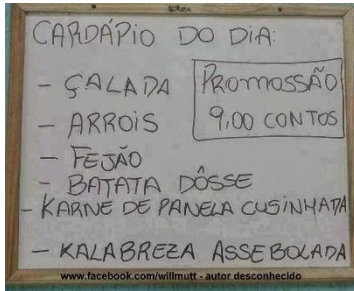 CARDÁPIO DO DIA:
PROMOSSÃO
9,00 CONTOS
- ÇALADA
- ARROIS
- FEJÃO
- BATATA DÔSSE
- KARNE DE PANELA CUSINHADA
- KALABREZA ASSEBOLADA
www.facebook.com/willmutt - autor desconhecido